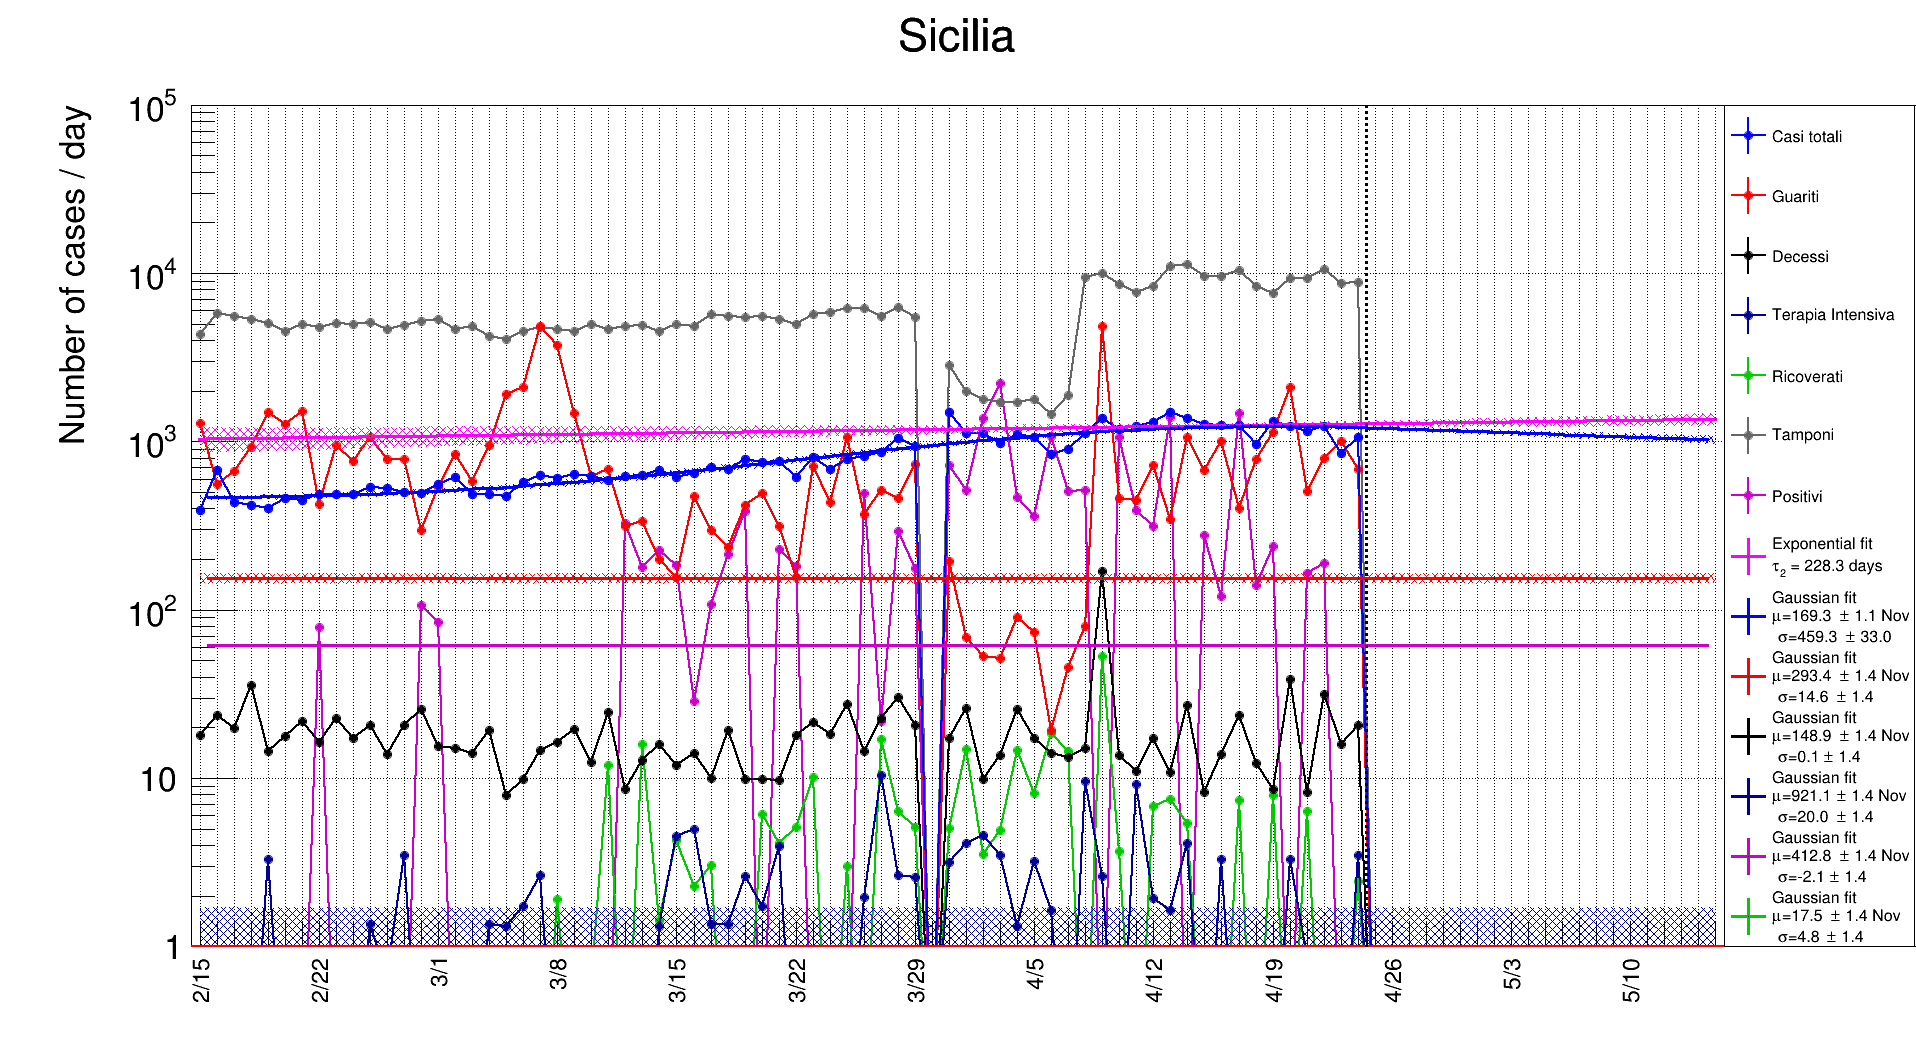 Sicilia
Number of cases / day
10^5
10^4
10^3
10^2
10
1
2/15
2/22
3/1
3/8
3/15
3/22
3/29
4/5
4/12
4/19
4/26
5/3
5/10
Casi totali
Guariti
Decessi
Terapia Intensiva
Ricoverati
Tamponi
Positivi
Exponential fit
τ₂ = 228.3 days
Gaussian fit
μ=169.3 ± 1.1 Nov
σ=459.3 ± 33.0
Gaussian fit
μ=293.4 ± 1.4 Nov
σ=14.6 ± 1.4
Gaussian fit
μ=148.9 ± 1.4 Nov
σ=0.1 ± 1.4
Gaussian fit
μ=921.1 ± 1.4 Nov
σ=20.0 ± 1.4
Gaussian fit
μ=412.8 ± 1.4 Nov
σ=-2.1 ± 1.4
Gaussian fit
μ=17.5 ± 1.4 Nov
σ=4.8 ± 1.4